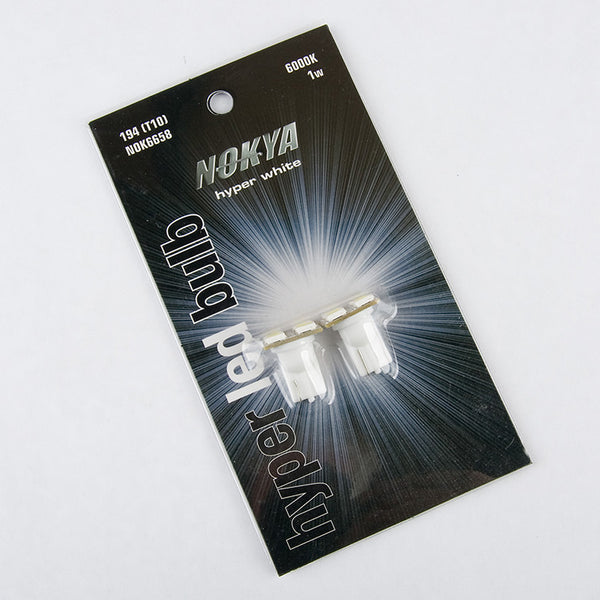 194 (T10)
NOK6658
6000K
1w
NOKYA
hyper white
hyper led bulb